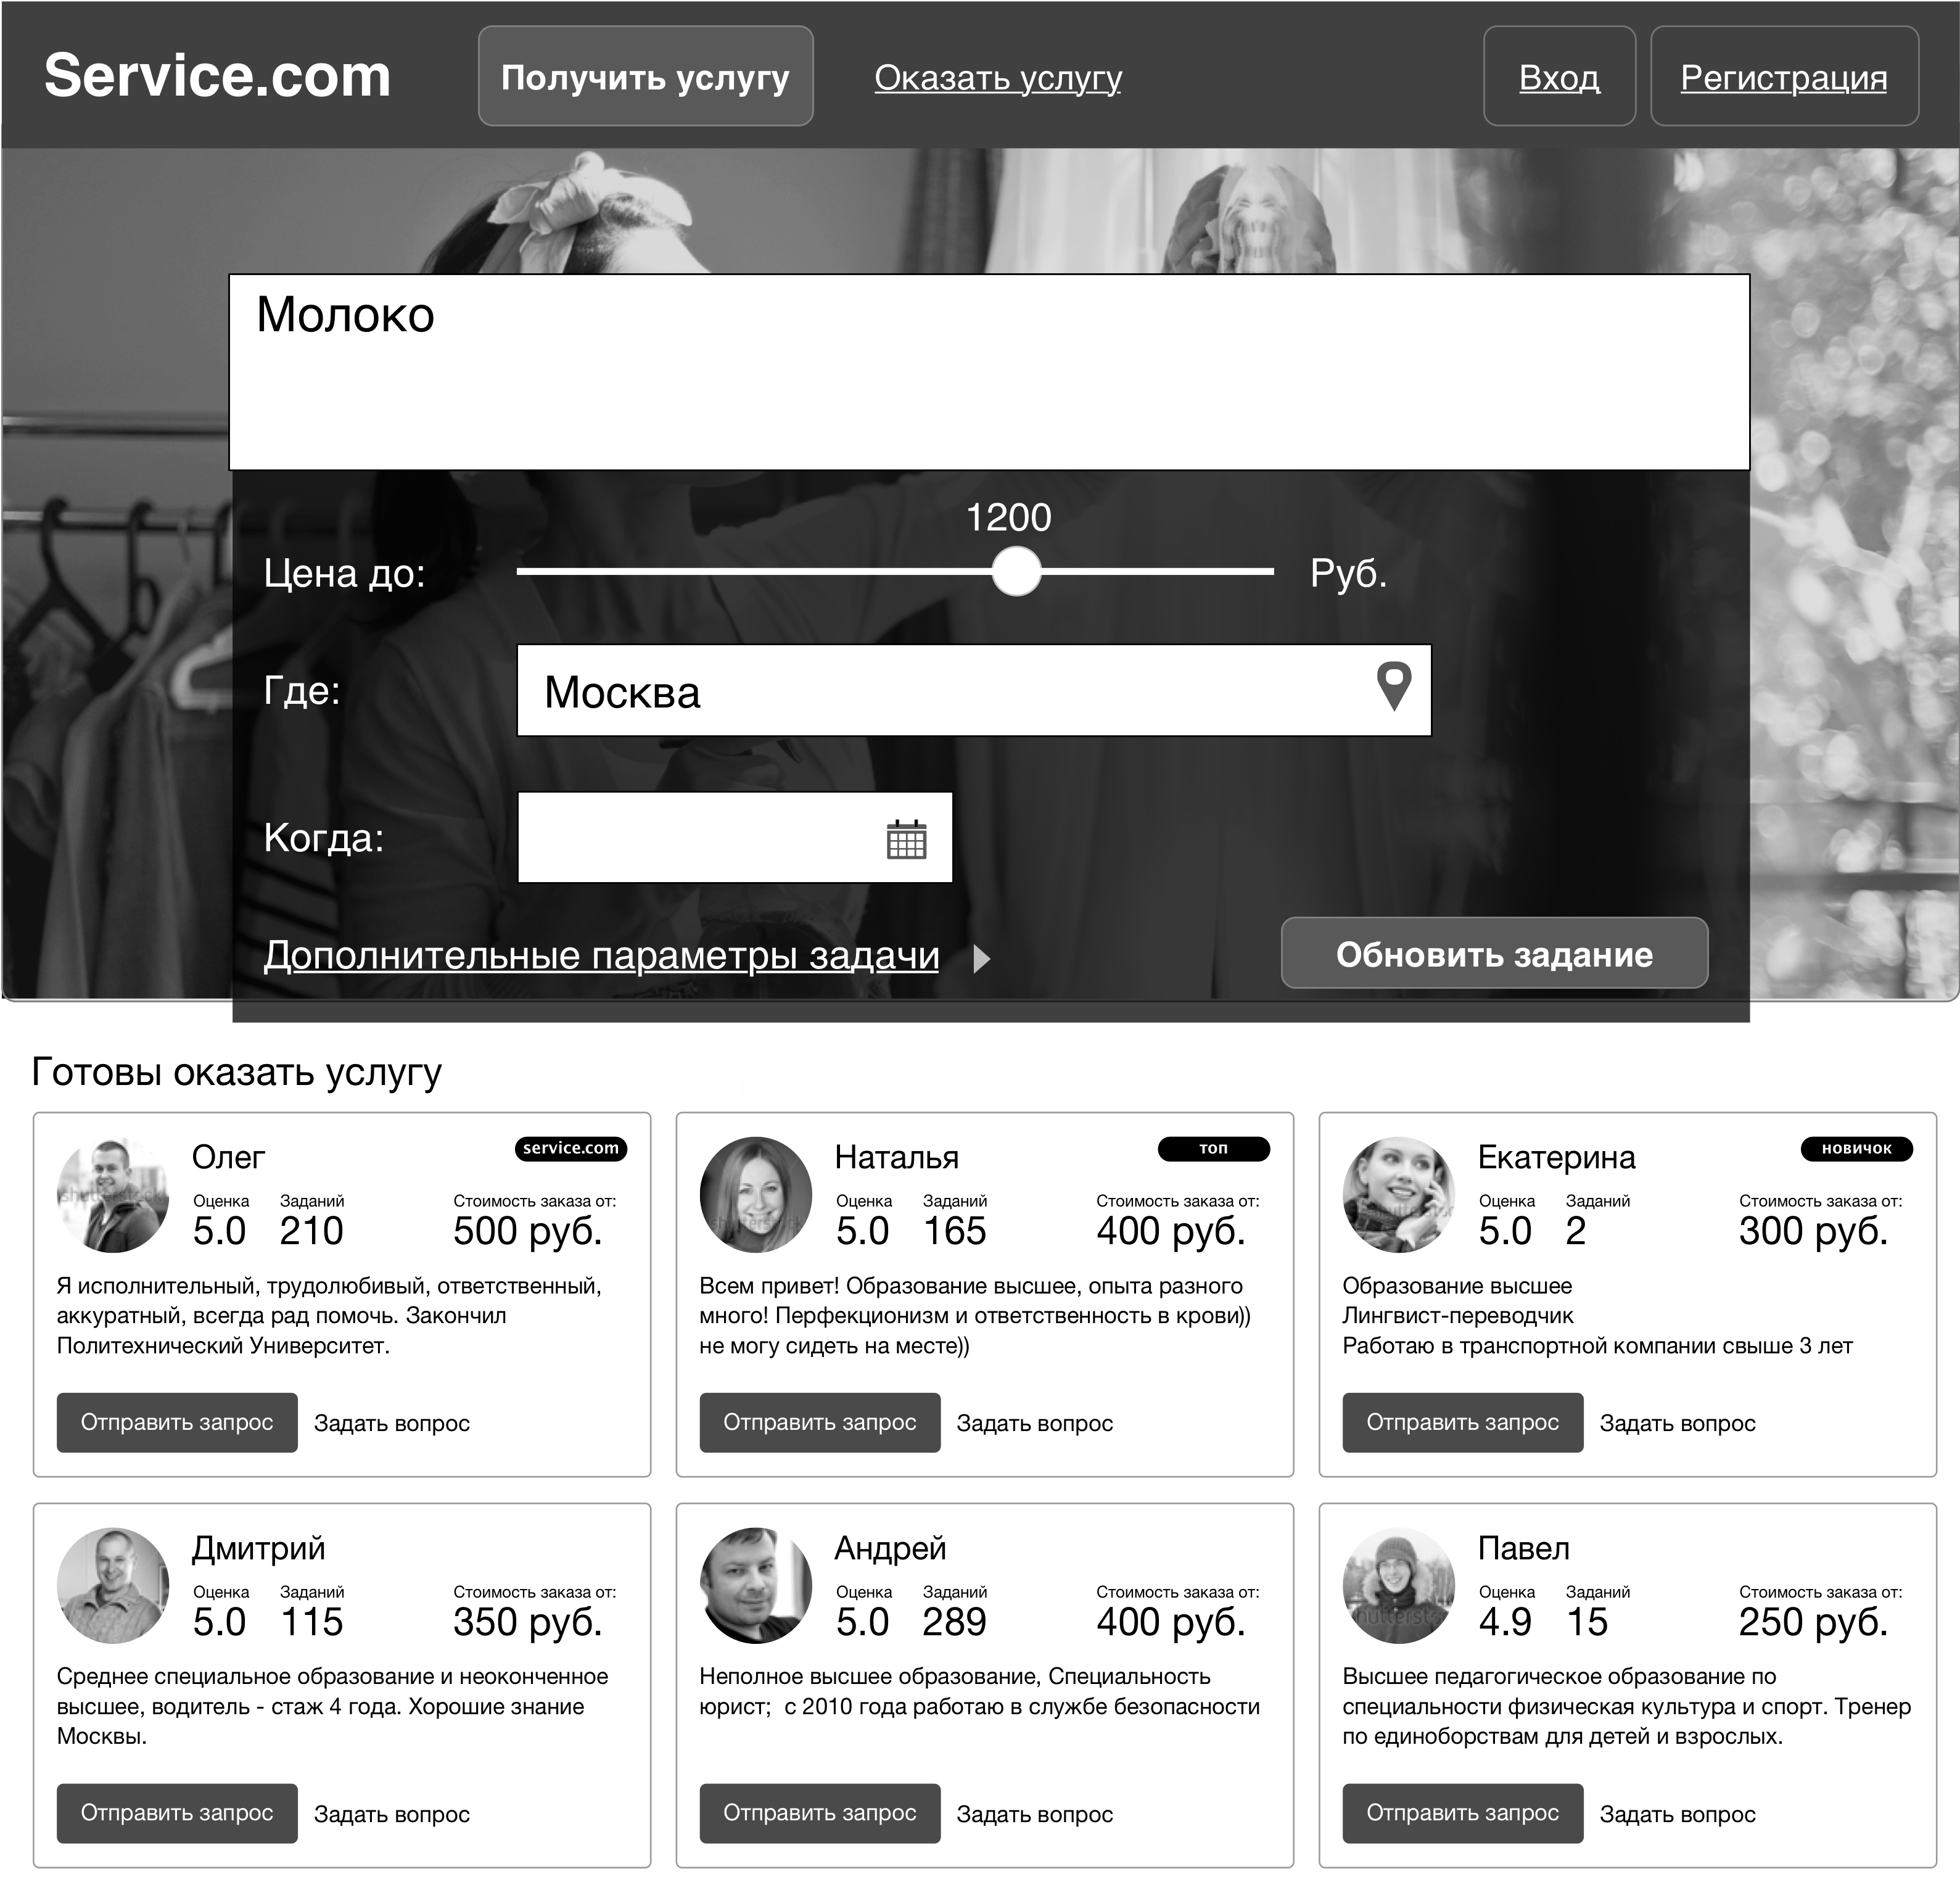 Service.com
Получить услугу
Оказать услугу
Вход
Регистрация
Молоко
1200
Цена до:
Руб.
Где:
Москва
Когда:
Дополнительные параметры задачи
Обновить задание
Готовы оказать услугу
Олег
service.com
Оценка Заданий Стоимость заказа от:
5.0 210 500 руб.
Я исполнительный, трудолюбивый, ответственный,
аккуратный, всегда рад помочь. Закончил
Политехнический Университет.
Отправить запрос Задать вопрос
Наталья
топ
Оценка Заданий Стоимость заказа от:
5.0 165 400 руб.
Всем привет! Образование высшее, опыта разного
много! Перфекционизм и ответственность в крови))
не могу сидеть на месте))
Отправить запрос Задать вопрос
Екатерина
новичок
Оценка Заданий Стоимость заказа от:
5.0 2 300 руб.
Образование высшее
Лингвист-переводчик
Работаю в транспортной компании свыше 3 лет
Отправить запрос Задать вопрос
Дмитрий
Оценка Заданий Стоимость заказа от:
5.0 115 350 руб.
Среднее специальное образование и неоконченное
высшее, водитель - стаж 4 года. Хорошие знание
Москвы.
Отправить запрос Задать вопрос
Андрей
Оценка Заданий Стоимость заказа от:
5.0 289 400 руб.
Неполное высшее образование, Специальность
юрист;  с 2010 года работаю в службе безопасности
Отправить запрос Задать вопрос
Павел
Оценка Заданий Стоимость заказа от:
4.9 15 250 руб.
Высшее педагогическое образование по
специальности физическая культура и спорт. Тренер
по единоборствам для детей и взрослых.
Отправить запрос Задать вопрос